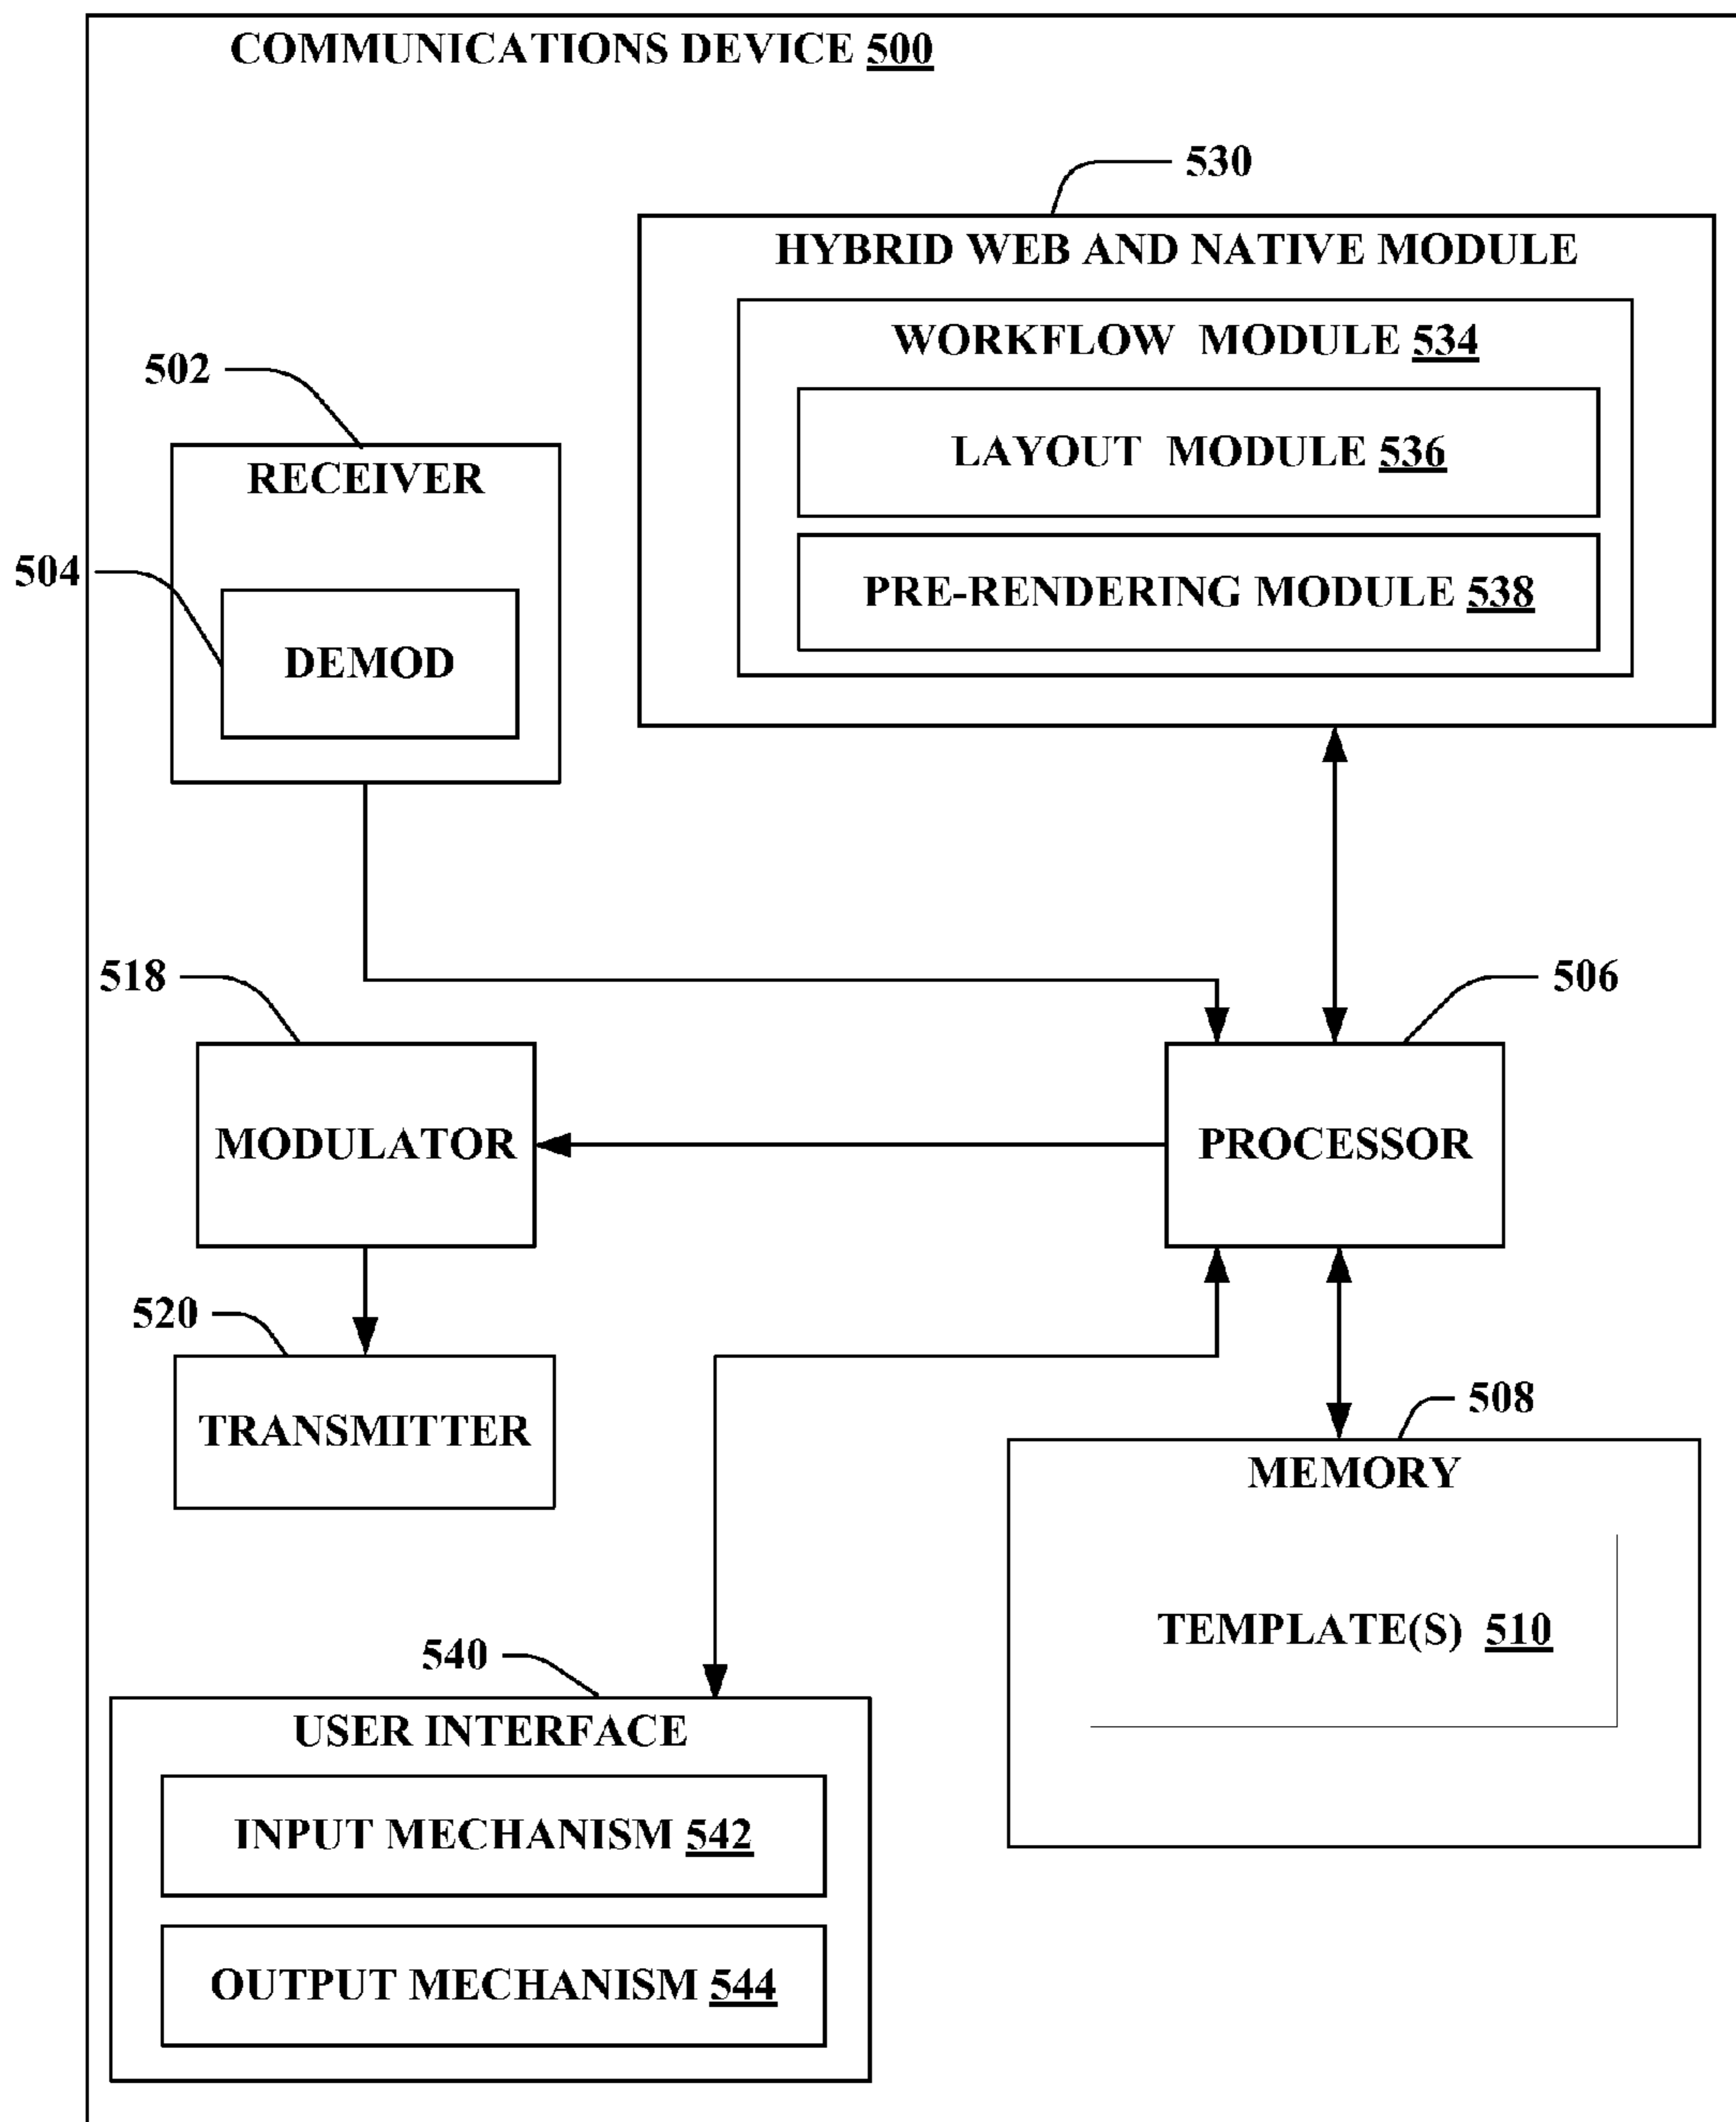 COMMUNICATIONS DEVICE 500
530
HYBRID WEB AND NATIVE MODULE
WORKFLOW MODULE 534
LAYOUT MODULE 536
PRE-RENDERING MODULE 538
502
RECEIVER
504
DEMOD
518
MODULATOR
506
PROCESSOR
520
TRANSMITTER
508
MEMORY
TEMPLATE(S) 510
540
USER INTERFACE
INPUT MECHANISM 542
OUTPUT MECHANISM 544